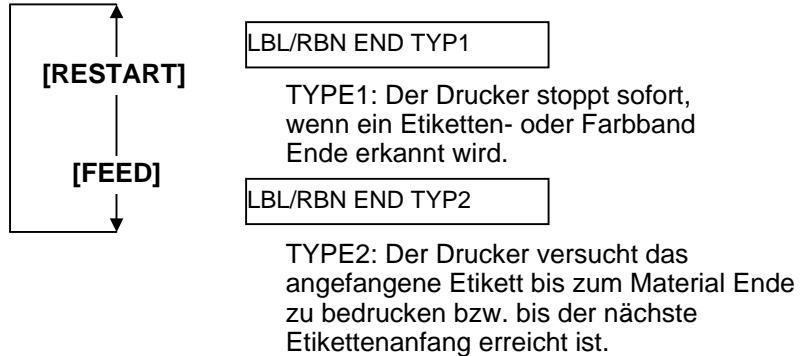 LBL/RBN END TYP1
[RESTART]
TYPE1: Der Drucker stoppt sofort,
wenn ein Etiketten- oder Farbband
Ende erkannt wird.
[FEED]
LBL/RBN END TYP2
TYPE2: Der Drucker versucht das
angefangene Etikett bis zum Material Ende
zu bedrucken bzw. bis der nächste
Etikettenanfang erreicht ist.